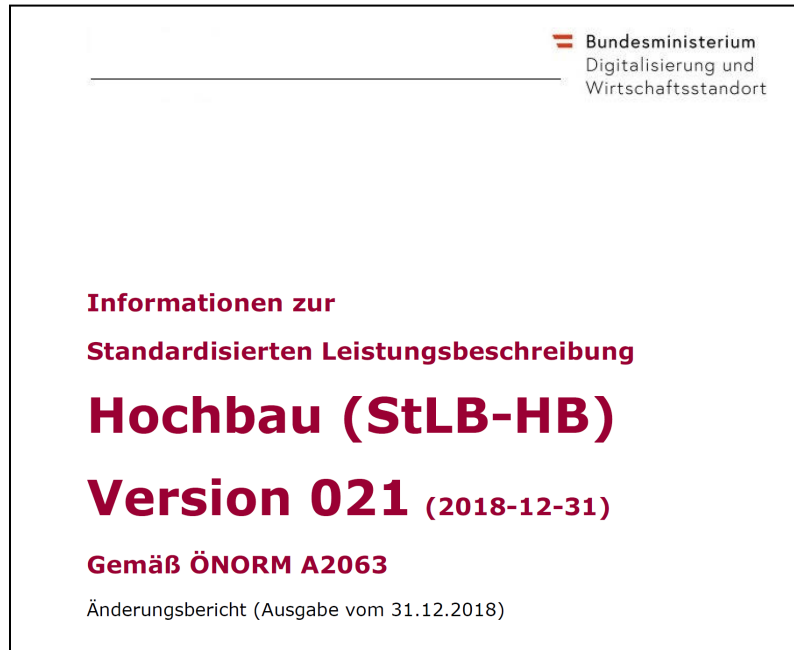 Bundesministerium
Digitalisierung und
Wirtschaftsstandort
Informationen zur
Standardisierten Leistungsbeschreibung
Hochbau (StLB-HB)
Version 021 (2018-12-31)
Gemäß ÖNORM A2063
Änderungsbericht (Ausgabe vom 31.12.2018)